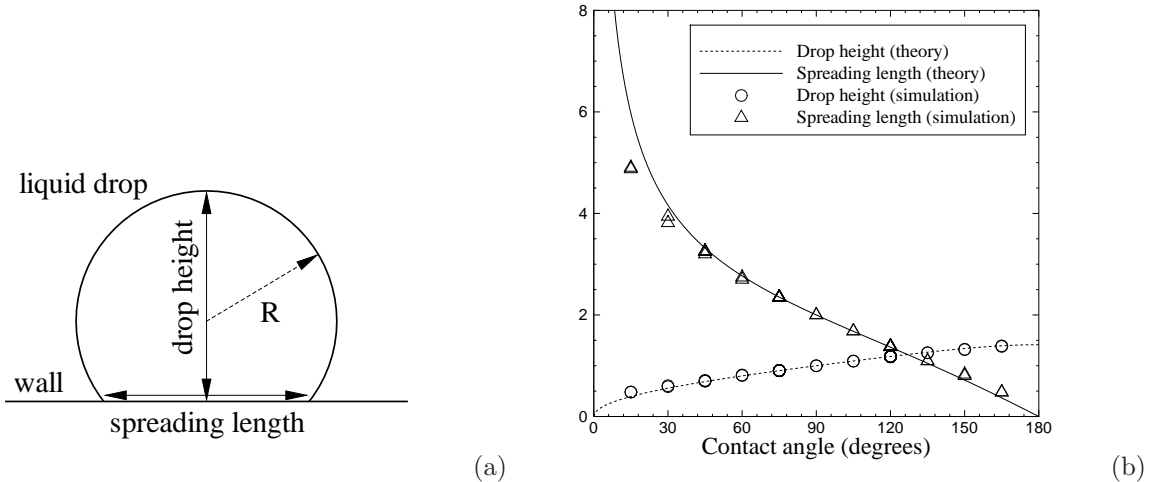 liquid drop
drop height
R
wall
spreading length
(a)
8
6
4
2
0
Drop height (theory)
Spreading length (theory)
Drop height (simulation)
Spreading length (simulation)
0 30 60 90 120 150 180
Contact angle (degrees)
(b)